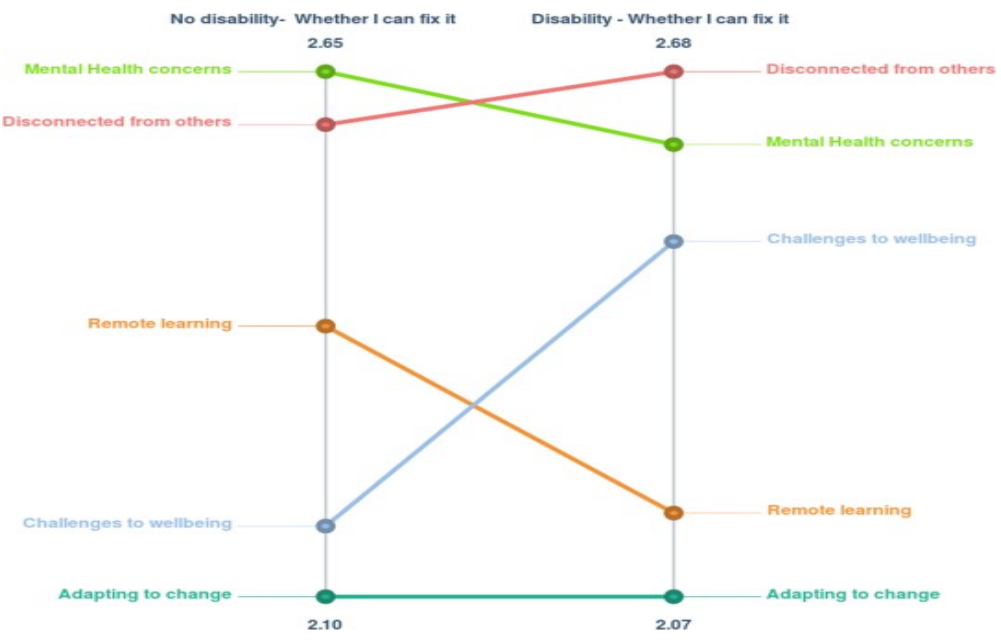 No disability-  Whether I can fix it
Disability - Whether I can fix it
2.65
2.68
Mental Health concerns
Disconnected from others
Disconnected from others
Mental Health concerns
Challenges to wellbeing
Remote learning
Challenges to wellbeing
Remote learning
Adapting to change
Adapting to change
2.10
2.07